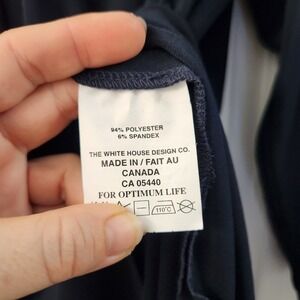 94% POLYESTER
6% SPANDEX
THE WHITE HOUSE DESIGN CO.
MADE IN / FAIT AU
CANADA
CA 05440
FOR OPTIMUM LIFE
110°C